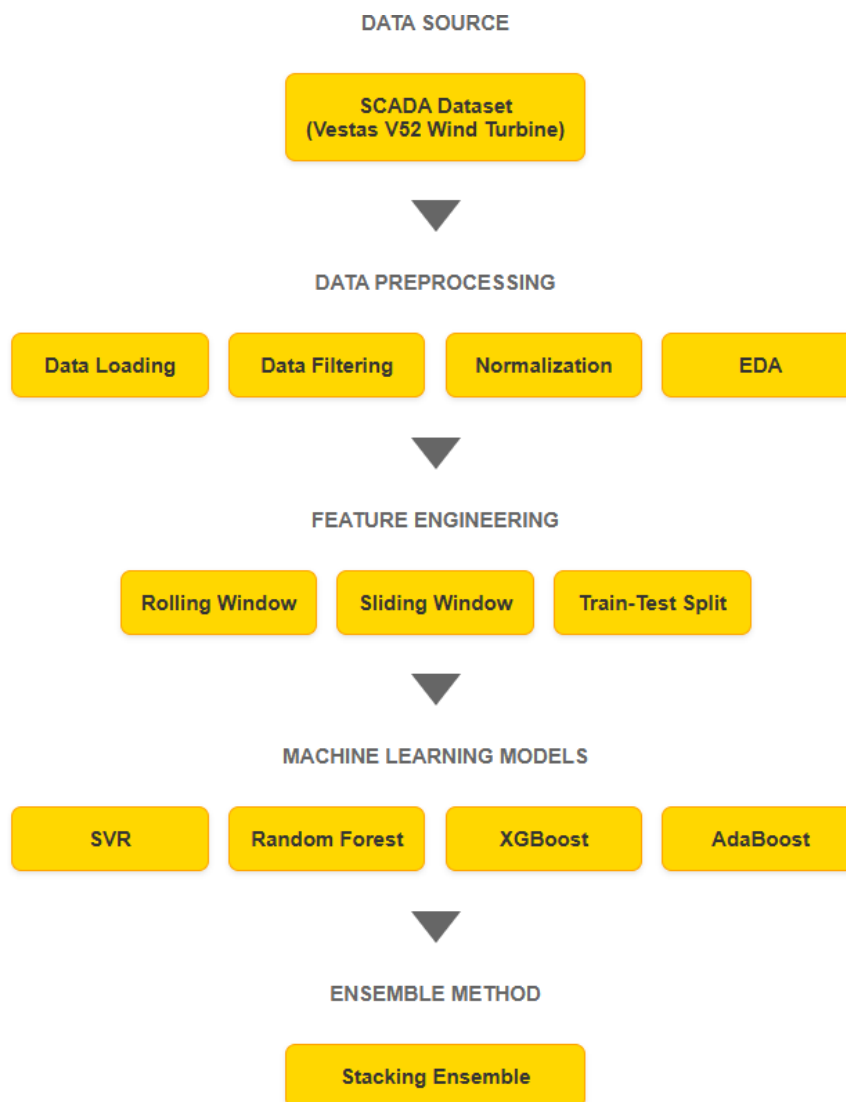 DATA SOURCE
SCADA Dataset
(Vestas V52 Wind Turbine)
DATA PREPROCESSING
Data Loading
Data Filtering
Normalization
EDA
FEATURE ENGINEERING
Rolling Window
Sliding Window
Train-Test Split
MACHINE LEARNING MODELS
SVR
Random Forest
XGBoost
AdaBoost
ENSEMBLE METHOD
Stacking Ensemble